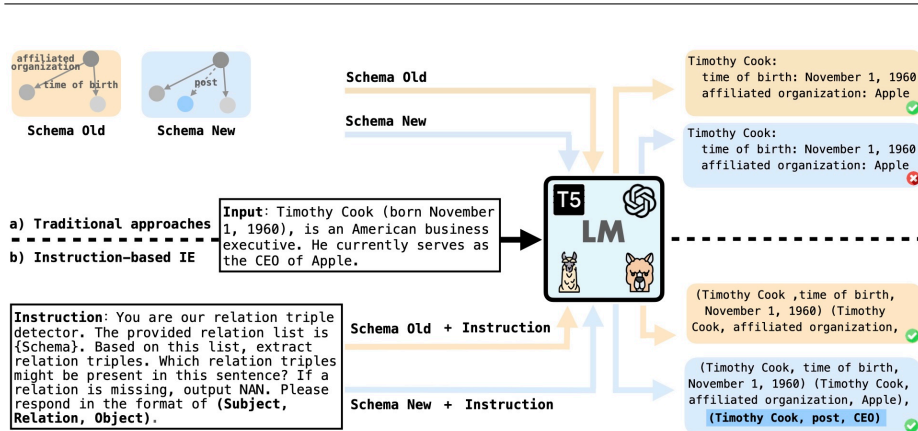 affiliated
organization
time of birth
post
Schema Old
Schema New
Schema Old
Schema New
Timothy Cook:
time of birth: November 1, 1960
affiliated organization: Apple
Timothy Cook:
time of birth: November 1, 1960
affiliated organization: Apple
a) Traditional approaches
b) Instruction-based IE
Input: Timothy Cook (born November
1, 1960), is an American business
executive. He currently serves as
the CEO of Apple.
T5
LM
Instruction: You are our relation triple
detector. The provided relation list is
{Schema}. Based on this list, extract
relation triples. Which relation triples
might be present in this sentence? If a
relation is missing, output NAN. Please
respond in the format of (Subject,
Relation, Object).
Schema Old + Instruction
Schema New + Instruction
(Timothy Cook ,time of birth,
November 1, 1960) (Timothy
Cook, affiliated organization,
(Timothy Cook, time of birth,
November 1, 1960) (Timothy Cook,
affiliated organization, Apple),
(Timothy Cook, post, CEO)